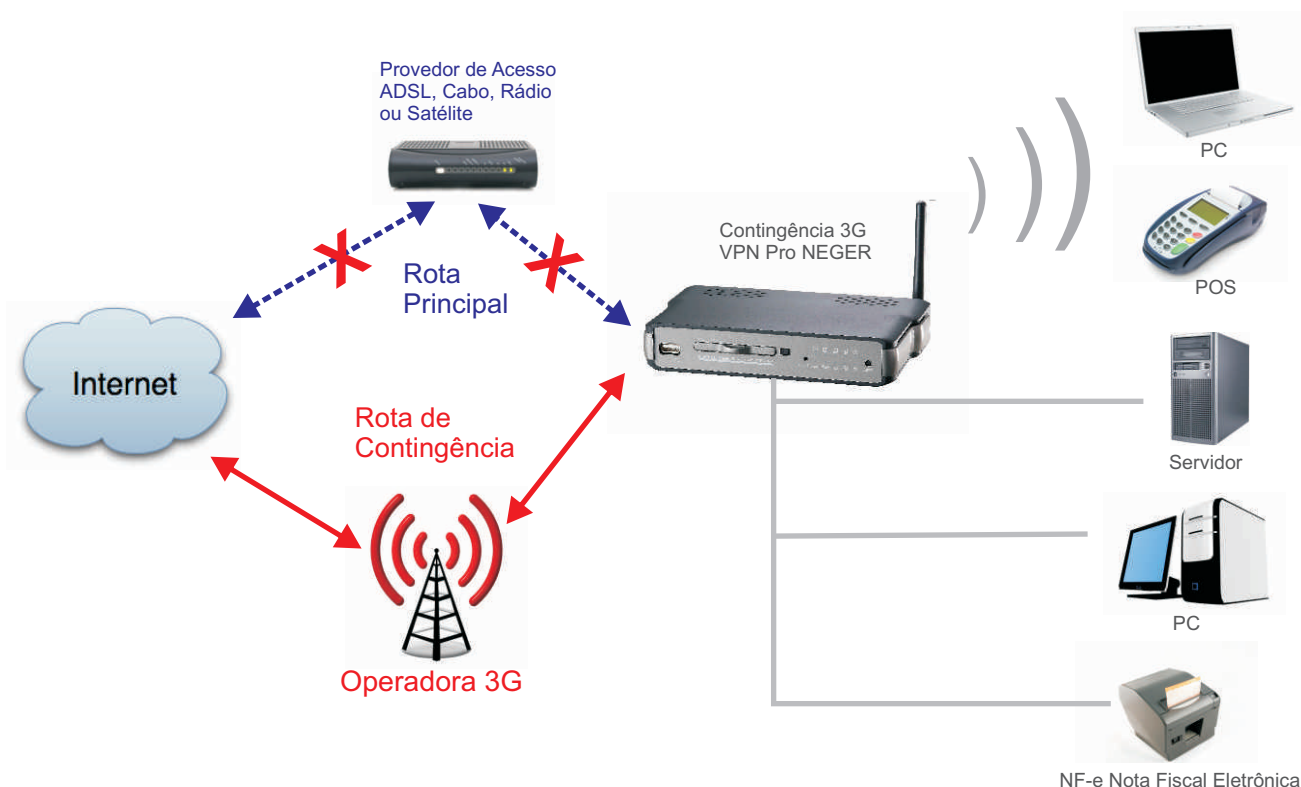 Provedor de Acesso
ADSL, Cabo, Rádio
ou Satélite
PC
Contingência 3G
VPN Pro NEGER
Rota
Principal
POS
Internet
Rota de
Contingência
Servidor
PC
Operadora 3G
NF-e Nota Fiscal Eletrônica